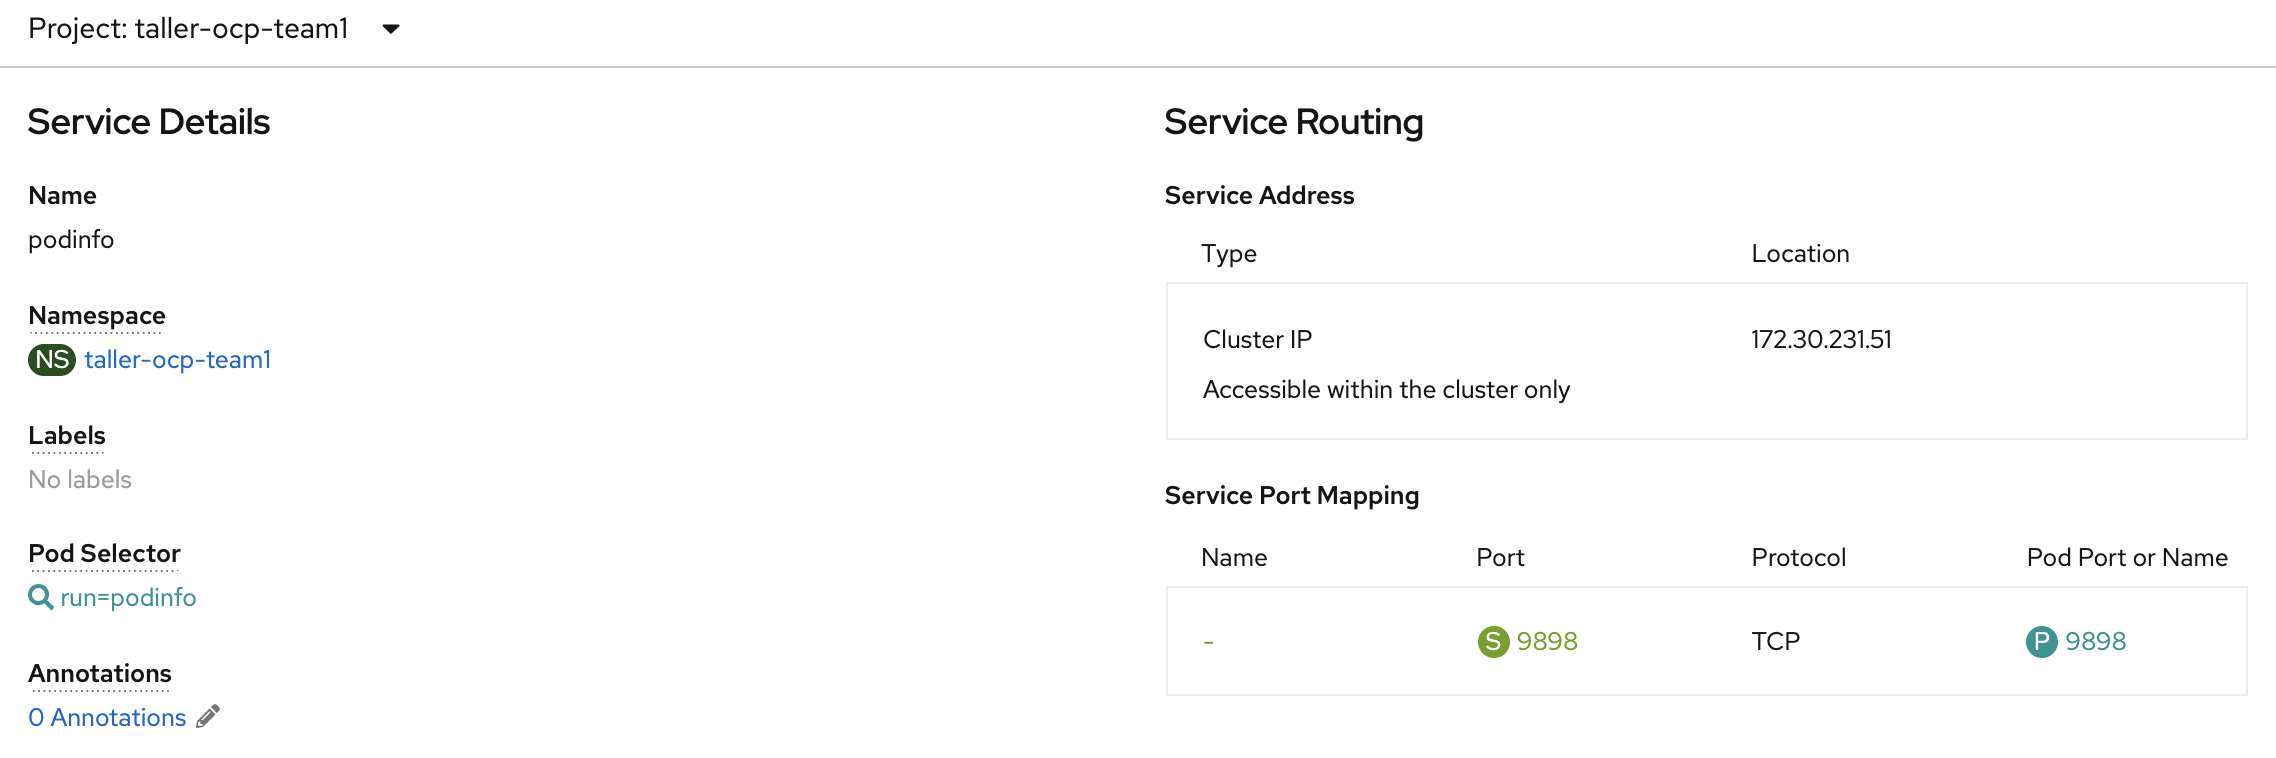 Project: taller-ocp-team1
Service Details
Name
podinfo
Namespace
NS taller-ocp-team1
Labels
No labels
Pod Selector
run=podinfo
Annotations
0 Annotations
Service Routing
Service Address
Type Location
Cluster IP 172.30.231.51
Accessible within the cluster only
Service Port Mapping
Name Port Protocol Pod Port or Name
- S 9898 TCP P 9898